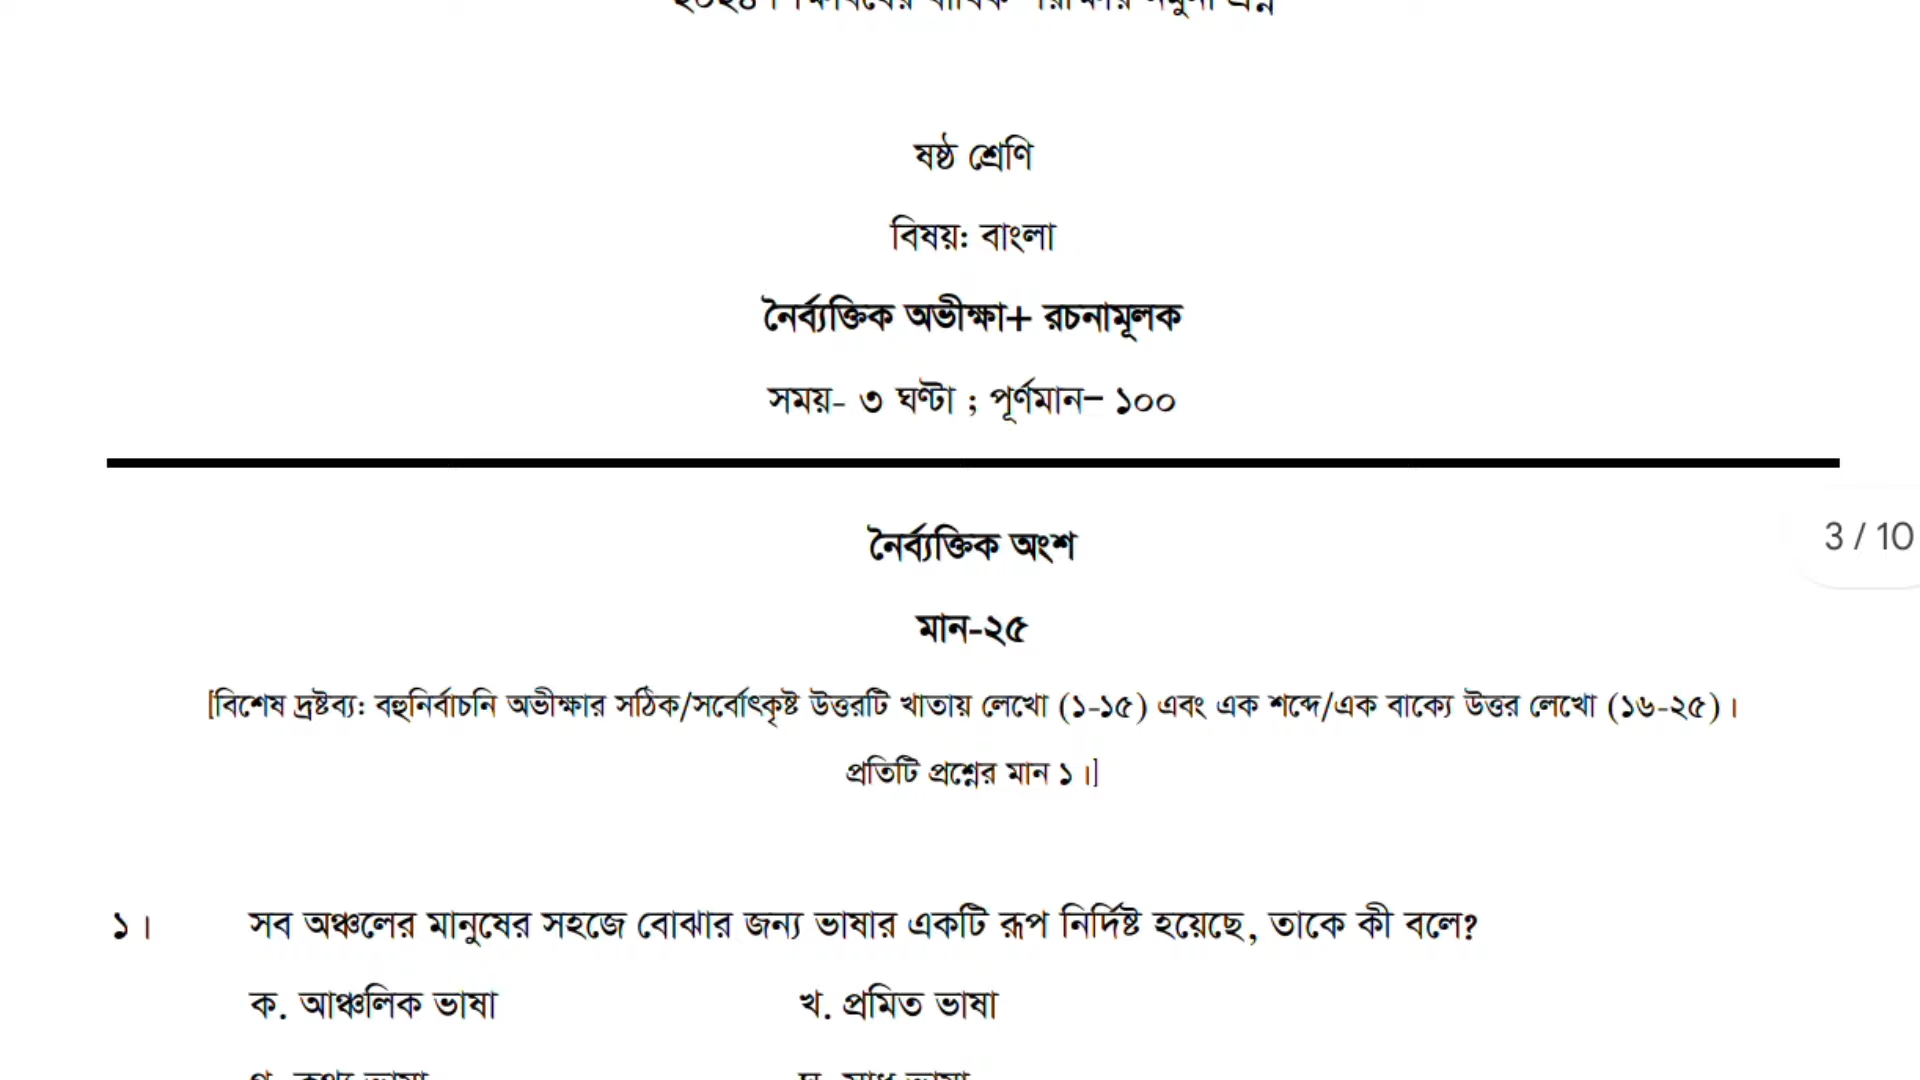 ষষ্ঠ শ্রেণি
বিষয়: বাংলা
নৈর্ব্যক্তিক অভীক্ষা+ রচনামূলক
সময়- ৩ ঘণ্টা ; পূর্ণমান– ১০০
নৈর্ব্যক্তিক অংশ
3 / 10
মান-২৫
[বিশেষ দ্রষ্টব্য: বহুনির্বাচনি অভীক্ষার সঠিক/সর্বোৎকৃষ্ট উত্তরটি খাতায় লেখো (১-১৫) এবং এক শব্দে/এক বাক্যে উত্তর লেখো (১৬-২৫)।
প্রতিটি প্রশ্নের মান ১।]
১। সব অঞ্চলের মানুষের সহজে বোঝার জন্য ভাষার একটি রূপ নির্দিষ্ট হয়েছে, তাকে কী বলে?
ক. আঞ্চলিক ভাষা খ. প্রমিত ভাষা